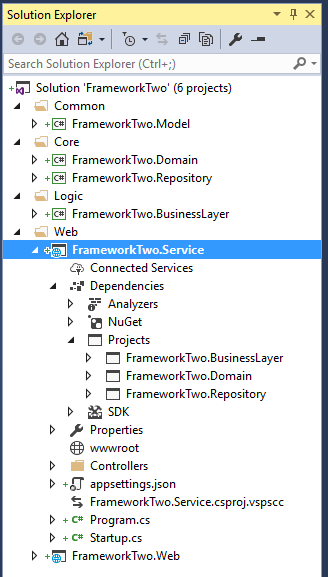 Solution Explorer
Search Solution Explorer (Ctrl+;)
Solution 'FrameworkTwo' (6 projects)
Common
C# FrameworkTwo.Model
Core
C# FrameworkTwo.Domain
C# FrameworkTwo.Repository
Logic
C# FrameworkTwo.BusinessLayer
Web
FrameworkTwo.Service
Connected Services
Dependencies
Analyzers
NuGet
Projects
FrameworkTwo.BusinessLayer
FrameworkTwo.Domain
FrameworkTwo.Repository
SDK
Properties
wwwroot
Controllers
appsettings.json
FrameworkTwo.Service.csproj.vspscc
C# Program.cs
C# Startup.cs
FrameworkTwo.Web